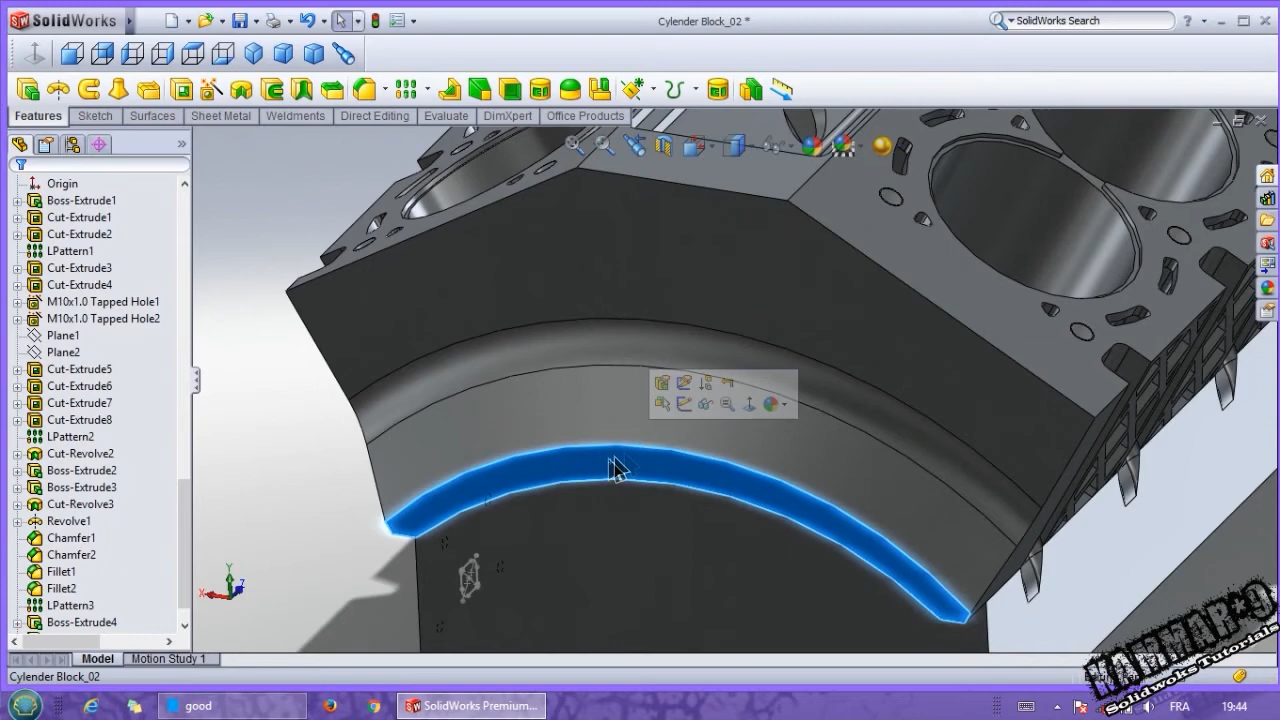 SolidWorks
Cylender Block_02 *
SolidWorks Search
?
Features
Sketch
Surfaces
Sheet Metal
Weldments
Direct Editing
Evaluate
DimXpert
Office Products
»
Origin
Boss-Extrude1
Cut-Extrude1
Cut-Extrude2
LPattern1
Cut-Extrude3
Cut-Extrude4
M10x1.0 Tapped Hole1
M10x1.0 Tapped Hole2
Plane1
Plane2
Cut-Extrude5
Cut-Extrude6
Cut-Extrude7
Cut-Extrude8
LPattern2
Cut-Revolve2
Boss-Extrude2
Boss-Extrude3
Cut-Revolve3
Revolve1
Chamfer1
Chamfer2
Fillet1
Fillet2
LPattern3
Boss-Extrude4
Y
X
Z
Model
Motion Study 1
Cylender Block_02
HAMMAR*9
Solidwoks Tutorials
good
SolidWorks Premium...
FR
19:44